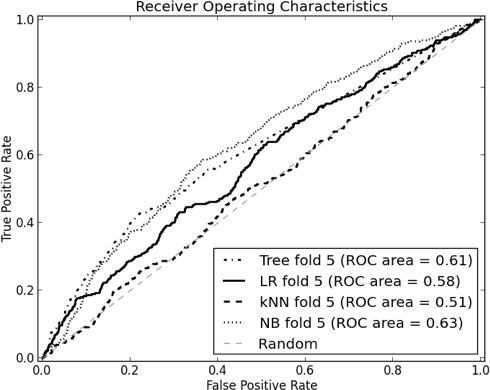 Receiver Operating Characteristics
True Positive Rate
1.0
0.8
0.6
0.4
0.2
0.0
0.0
0.2
0.4
0.6
0.8
1.0
False Positive Rate
Tree fold 5 (ROC area = 0.61)
LR fold 5 (ROC area = 0.58)
kNN fold 5 (ROC area = 0.51)
NB fold 5 (ROC area = 0.63)
Random